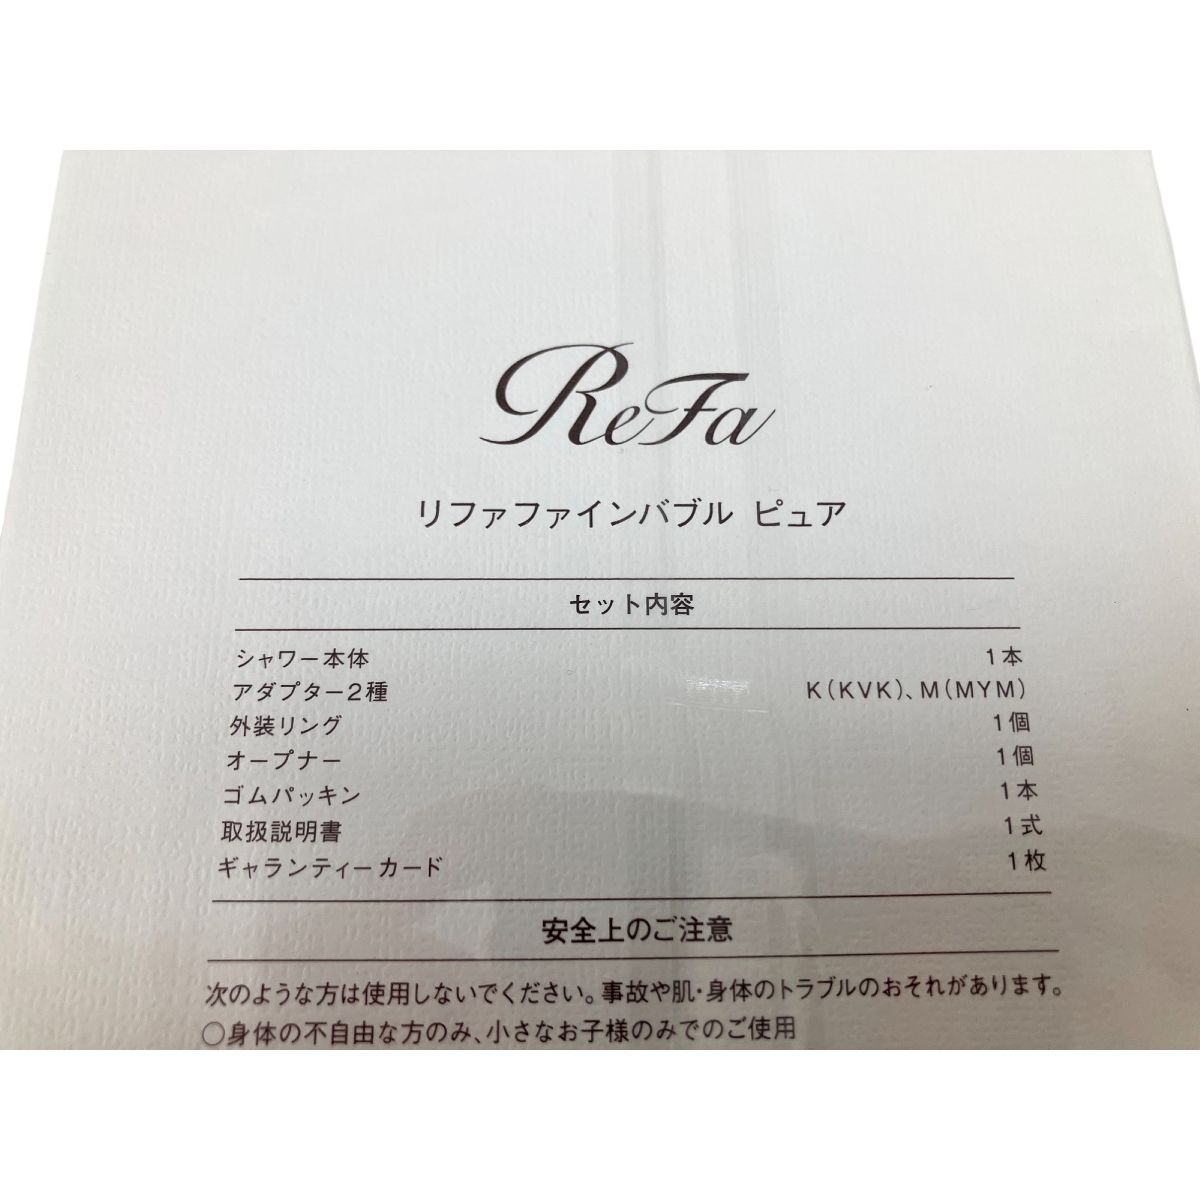 ReFa
リファファインバブル ピュア
セット内容
シャワー本体 1本
アダプター2種 K(KVK)、M(MYM)
外装リング 1個
オープナー 1個
ゴムパッキン 1本
取扱説明書 1式
ギャランティーカード 1枚
安全上のご注意
次のような方は使用しないでください。事故や肌・身体のトラブルのおそれがあります。
○身体の不自由な方のみ、小さなお子様のみでのご使用